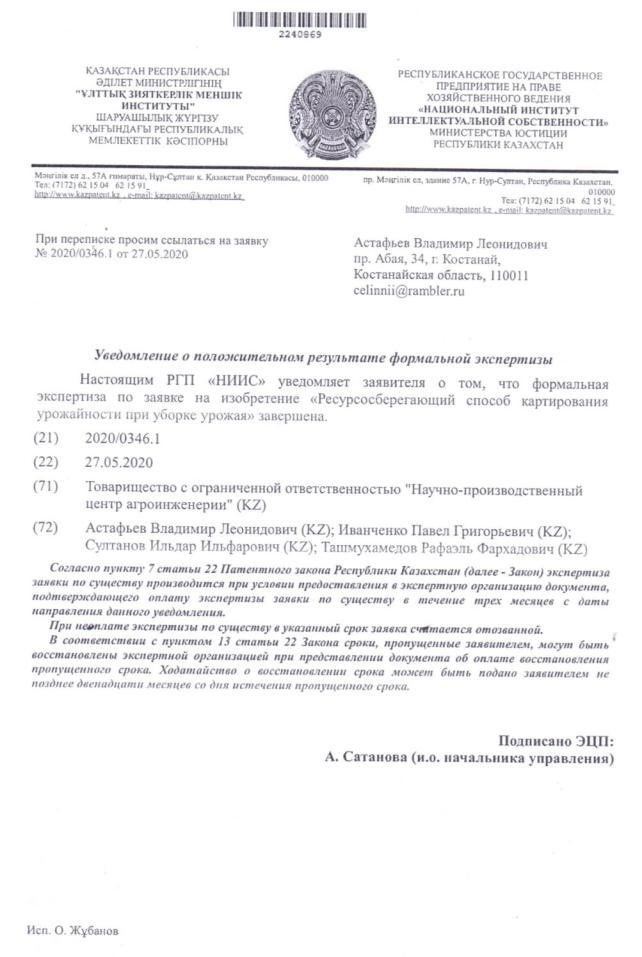 2240869
ҚАЗАҚСТАН РЕСПУБЛИКАСЫ
ӘДІЛЕТ МИНИСТРЛІГІНІҢ
"ҰЛТТЫҚ ЗИЯТКЕРЛІК МЕНШІК
ИНСТИТУТЫ"
ШАРУАШЫЛЫҚ ЖҮРГІЗУ
ҚҰҚЫҒЫНДАҒЫ РЕСПУБЛИКАЛЫҚ
МЕМЛЕКЕТТІК КӘСІПОРНЫ
РЕСПУБЛИКАНСКОЕ ГОСУДАРСТВЕННОЕ
ПРЕДПРИЯТИЕ НА ПРАВЕ
ХОЗЯЙСТВЕННОГО ВЕДЕНИЯ
«НАЦИОНАЛЬНЫЙ ИНСТИТУТ
ИНТЕЛЛЕКТУАЛЬНОЙ СОБСТВЕННОСТИ»
МИНИСТЕРСТВА ЮСТИЦИИ
РЕСПУБЛИКИ КАЗАХСТАН
Мәңгілік ел д., 57А ғимараты, Нұр-Сұлтан қ. Қазақстан Республикасы, 010000
Тел: (7172) 62 15 04 62 15 91
http://www.kazpatent.kz , e-mail: kazpatent@kazpatent.kz
пр. Мәңгілік ел, здание 57А, г. Нур-Султан, Республика Казахстан,
010000
Тел: (7172) 62 15 04 62 15 91,
http://www.kazpatent.kz , e-mail: kazpatent@kazpatent.kz
При переписке просим ссылаться на заявку
№ 2020/0346.1 от 27.05.2020
Астафьев Владимир Леонидович
пр. Абая, 34, г. Костанай,
Костанайская область, 110011
celinnii@rambler.ru
Уведомление о положительном результате формальной экспертизы
Настоящим РГП «НИИС» уведомляет заявителя о том, что формальная
экспертиза по заявке на изобретение «Ресурсосберегающий способ картирования
урожайности при уборке урожая» завершена.
(21) 2020/0346.1
(22) 27.05.2020
(71) Товарищество с ограниченной ответственностью "Научно-производственный
центр агроинженерии" (KZ)
(72) Астафьев Владимир Леонидович (KZ); Иванченко Павел Григорьевич (KZ);
Султанов Ильдар Ильфарович (KZ); Ташмухамедов Рафаэль Фархадович (KZ)
Согласно пункту 7 статьи 22 Патентного закона Республики Казахстан (далее - Закон) экспертиза
заявки по существу производится при условии предоставления в экспертную организацию документа,
подтверждающего оплату экспертизы заявки по существу в течение трех месяцев с даты
направления данного уведомления.
При неоплате экспертизы по существу в указанный срок заявка считается отозванной.
В соответствии с пунктом 13 статьи 22 Закона сроки, пропущенные заявителем, могут быть
восстановлены экспертной организацией при представлении документа об оплате восстановления
пропущенного срока. Ходатайство о восстановлении срока может быть подано заявителем не
позднее двенадцати месяцев со дня истечения пропущенного срока.
Подписано ЭЦП:
А. Сатанова (и.о. начальника управления)
Исп. О. Жұбанов